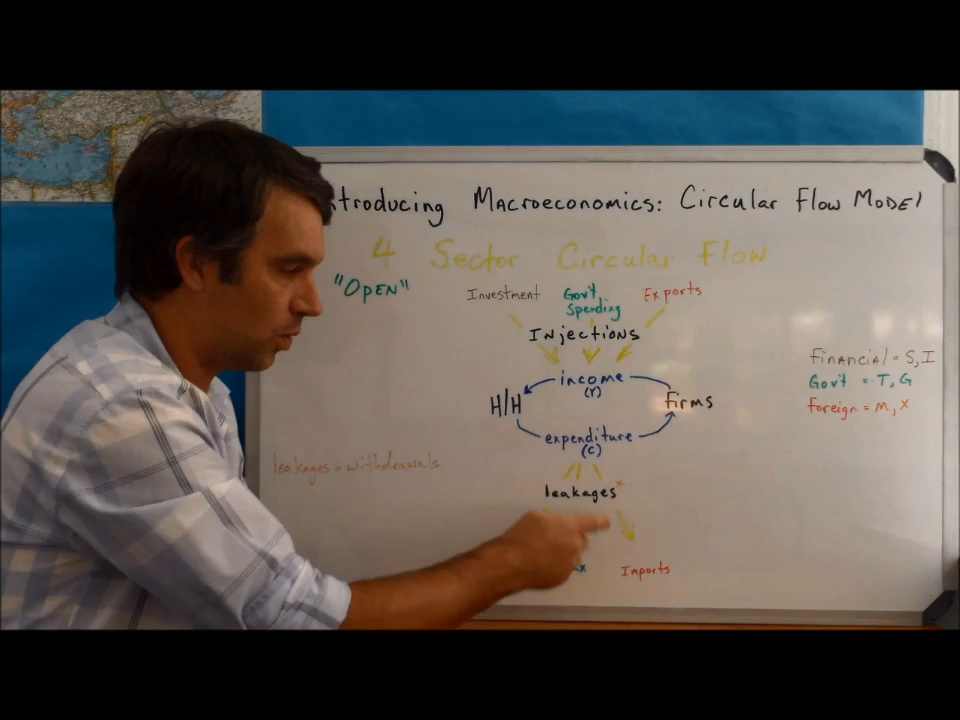 ntroducing Macroeconomics: Circular Flow Model
4 Sector Circular Flow
"Open"
Investment
Gov't
Spending
Exports
Injections
income
(Y)
H/H
Firms
expenditure
(C)
leakages*
x
Imports
leakages = withdrawals
Financial = S, I
Gov't = T, G
Foreign = M, X